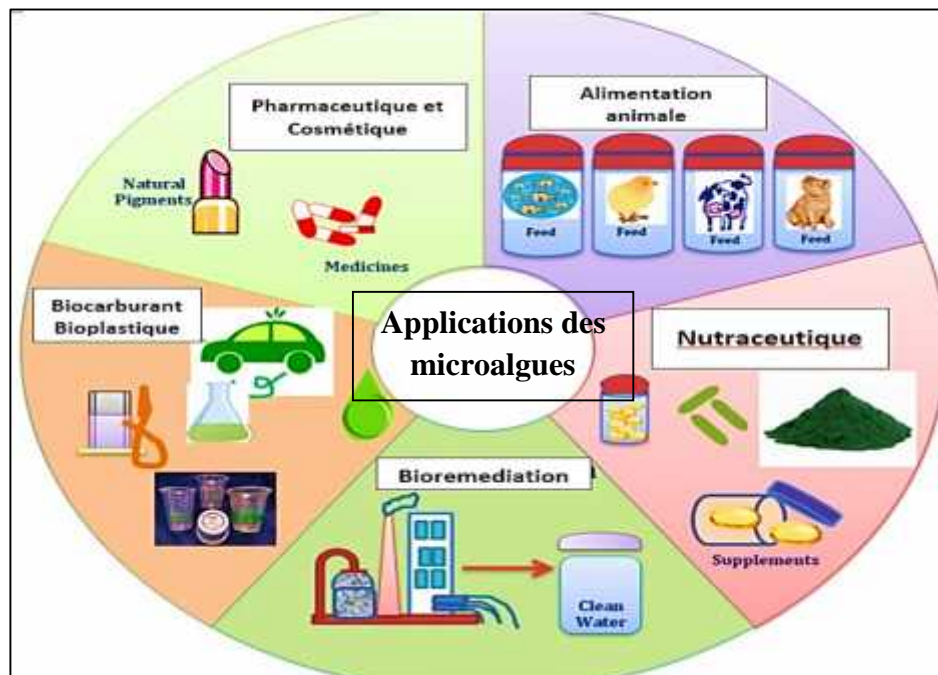 Pharmaceutique et
Cosmétique
Natural
Pigments
Medicines
Alimentation
animale
Feed
Feed
Feed
Feed
Biocarburant
Bioplastique
Applications des
microalgues
Nutraceutique
Supplements
Bioremediation
Clean
Water